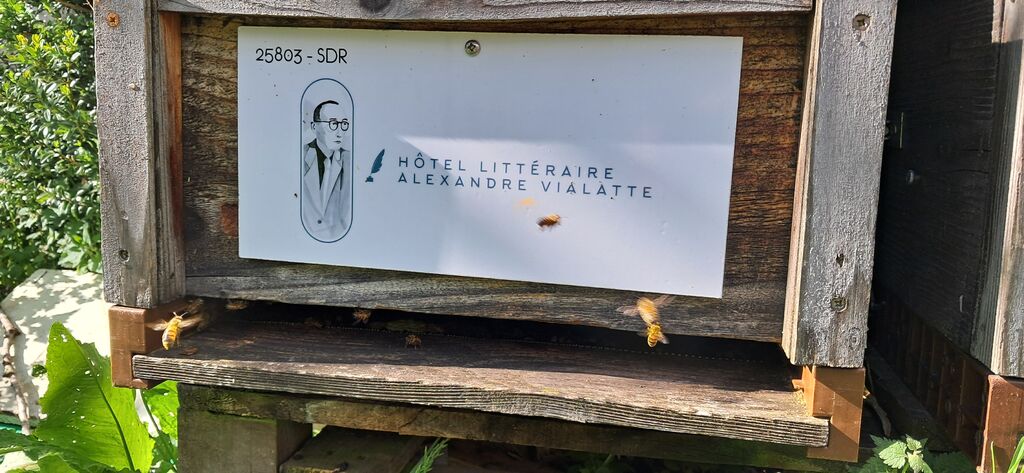 25803 - SDR
HÔTEL LITTÉRAIRE
ALEXANDRE VIALATTE